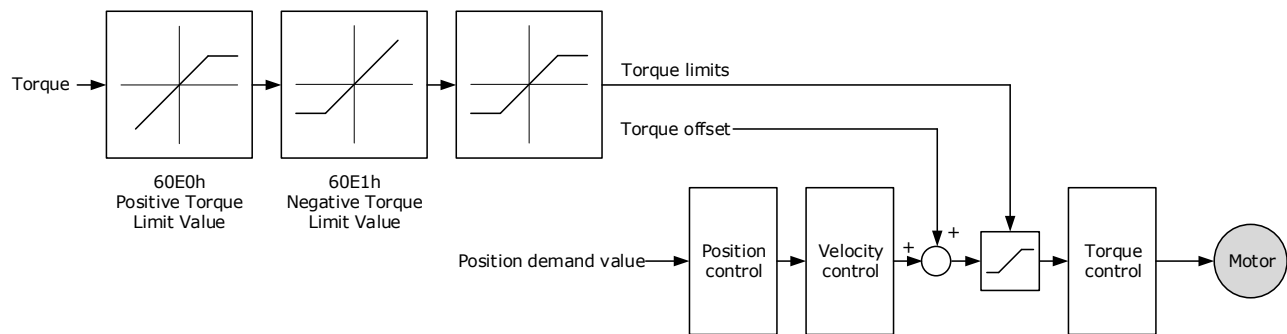 Torque
60E0h
Positive Torque
Limit Value
60E1h
Negative Torque
Limit Value
Torque limits
Torque offset
Position demand value
Position
control
Velocity
control
+
+
Torque
control
Motor